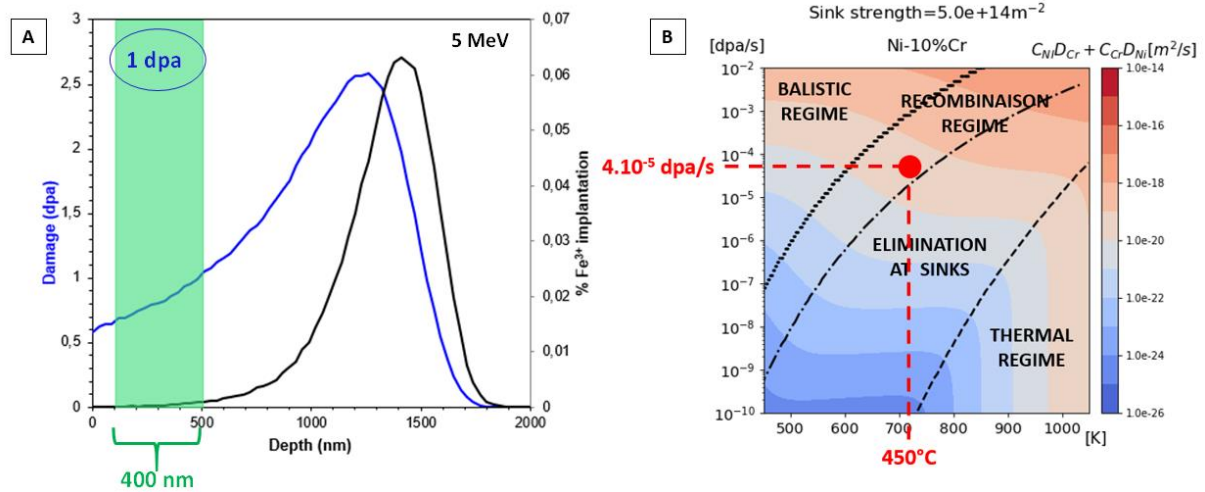 A
3
2,5
2
1,5
1
0,5
0
Damage (dpa)
1 dpa
5 MeV
0,07
0,06
0,05
0,04
0,03
0,02
0,01
0
% Fe³⁺ implantation
0
500
1000
1500
2000
Depth (nm)
400 nm
B
Sink strength=5.0e+14m⁻²
[dpa/s]
Ni-10%Cr
C_NI D_Cr + C_Cr D_Ni [m²/s]
10⁻²
10⁻³
10⁻⁴
10⁻⁵
10⁻⁶
10⁻⁷
10⁻⁸
10⁻⁹
10⁻¹⁰
4.10⁻⁵ dpa/s
BALISTIC
REGIME
RECOMBINAISON
REGIME
ELIMINATION
AT SINKS
THERMAL
REGIME
1.0e-14
1.0e-16
1.0e-18
1.0e-20
1.0e-22
1.0e-24
1.0e-26
500
600
700
800
900
1000
[K]
450°C